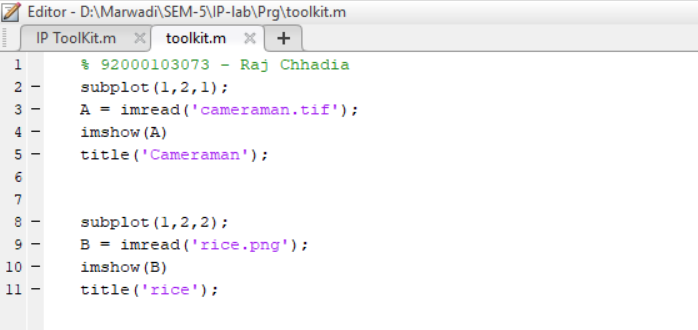 Editor - D:\Marwadi\SEM-5\IP-lab\Prg\toolkit.m
IP ToolKit.m × toolkit.m × +
1 % 92000103073 - Raj Chhadia
2 - subplot(1,2,1);
3 - A = imread('cameraman.tif');
4 - imshow(A)
5 - title('Cameraman');
6
7
8 - subplot(1,2,2);
9 - B = imread('rice.png');
10 - imshow(B)
11 - title('rice');